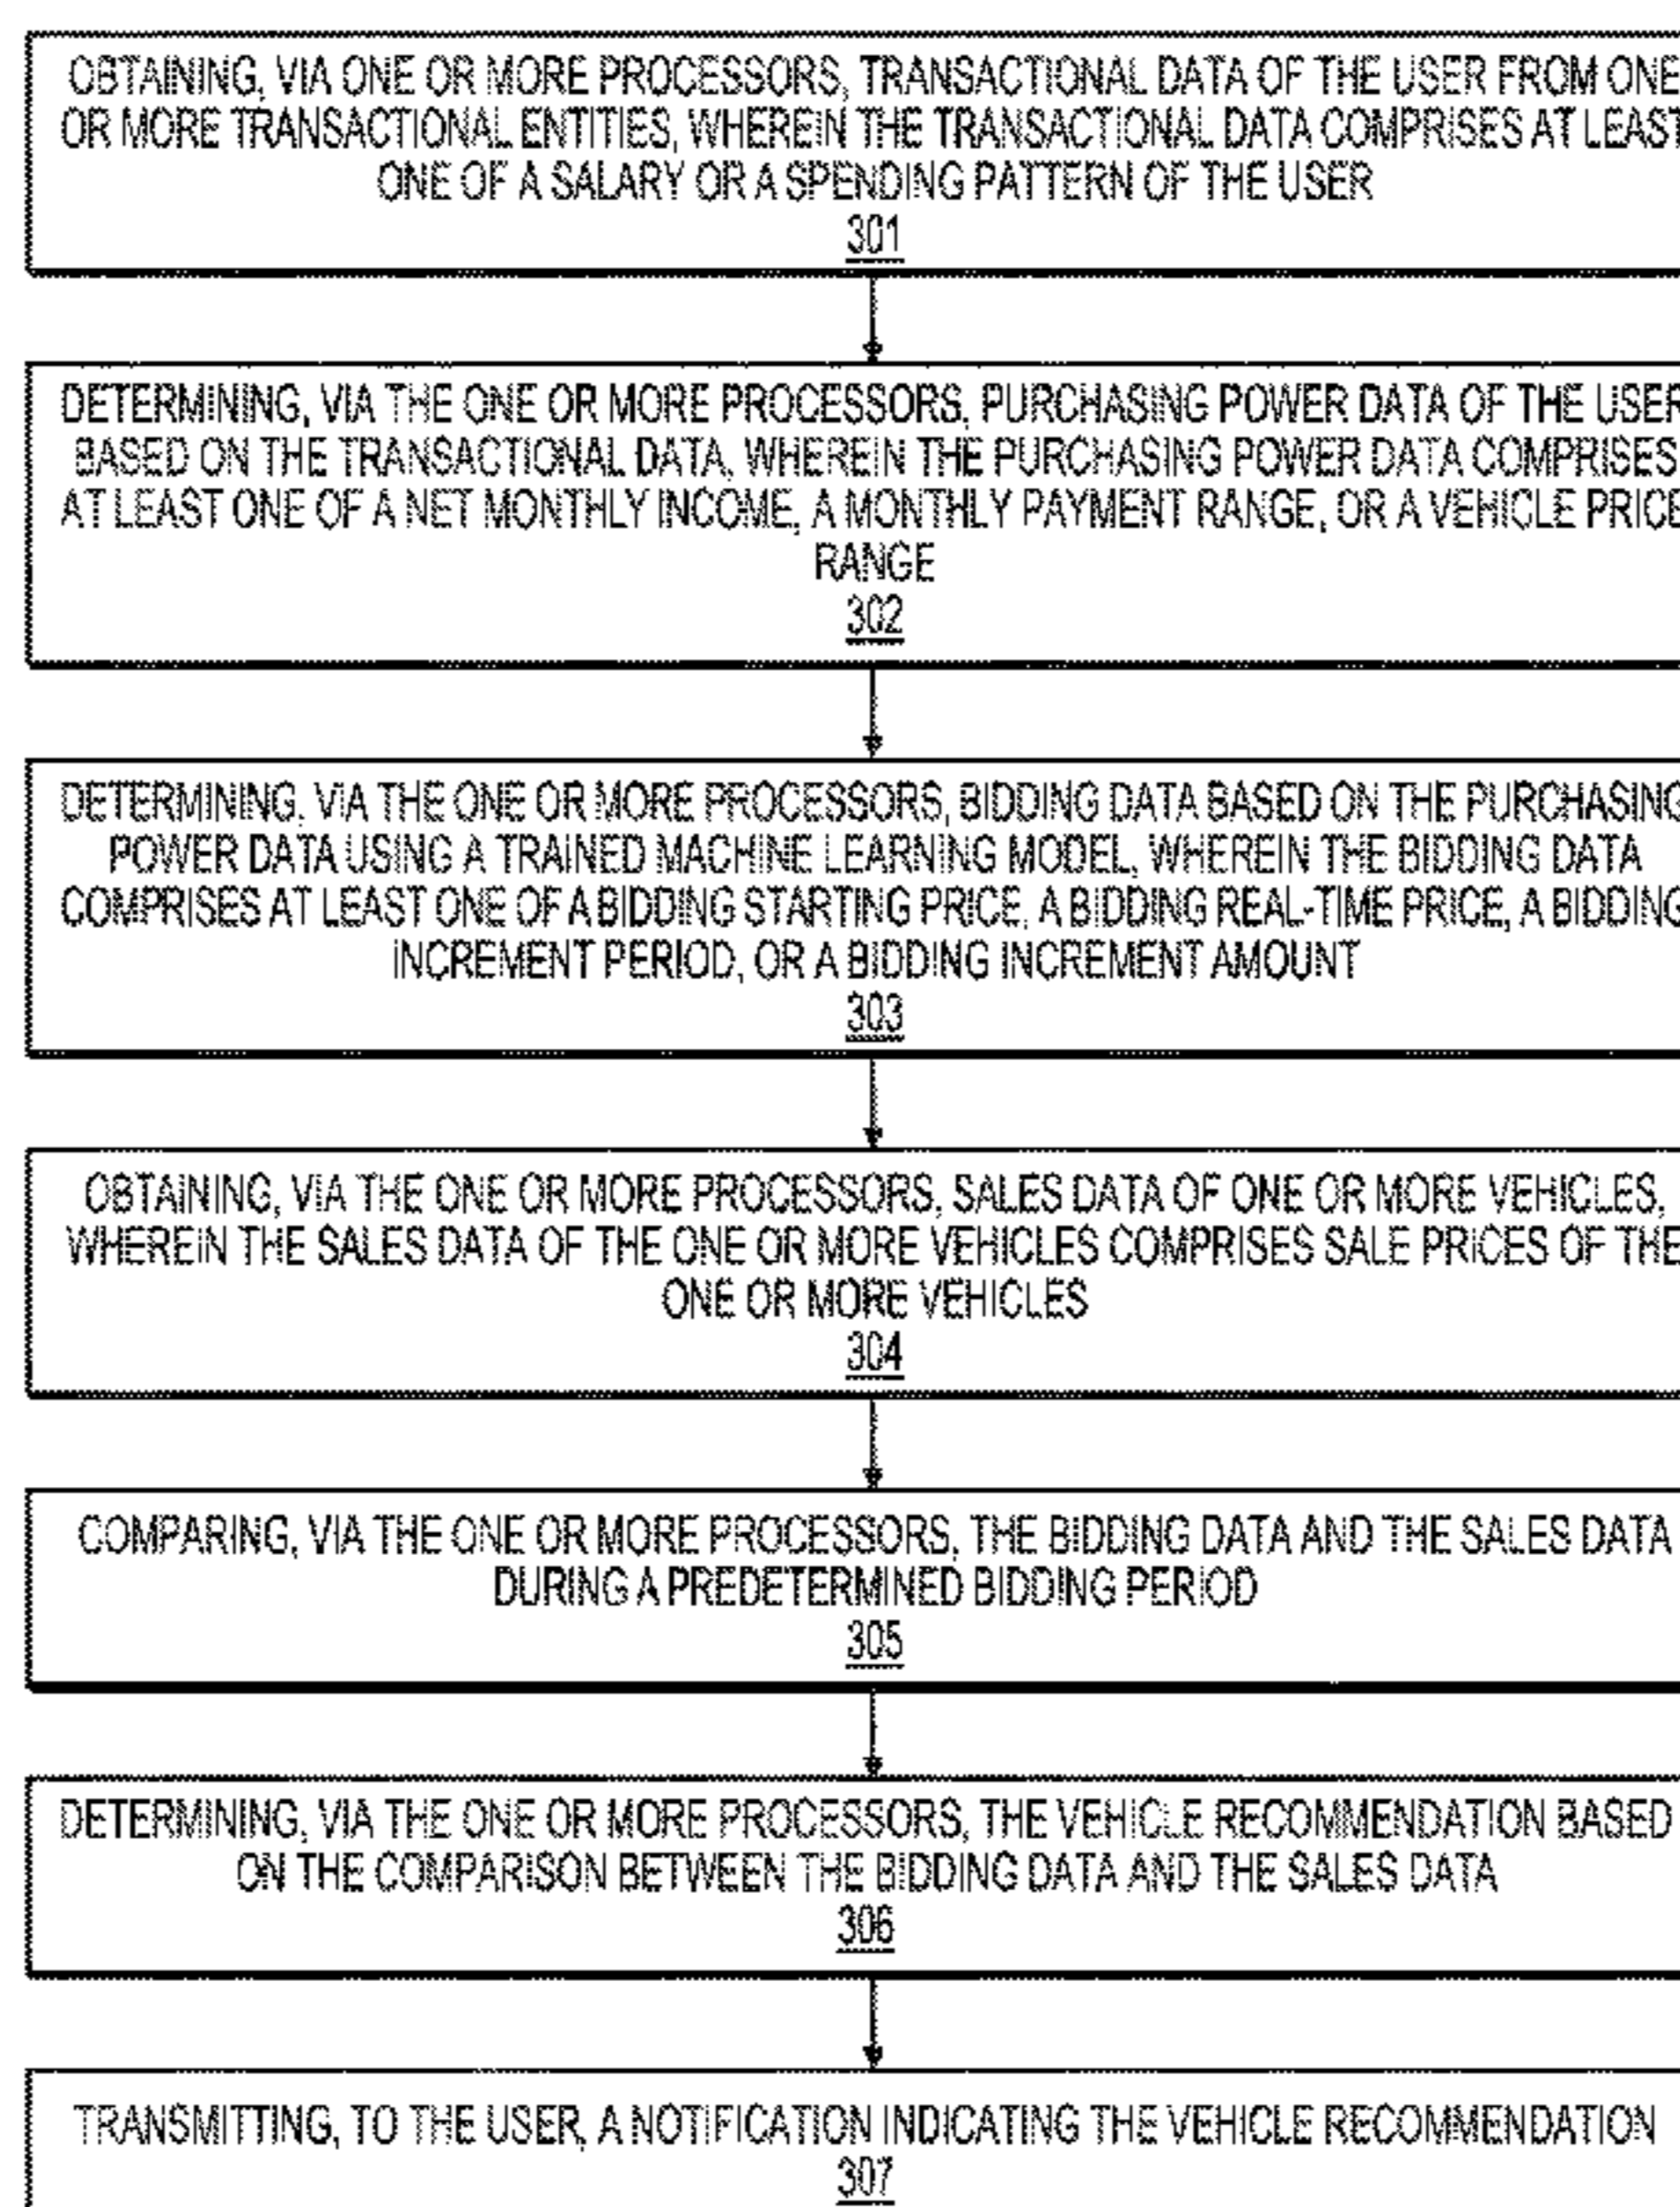 OBTAINING, VIA ONE OR MORE PROCESSORS, TRANSACTIONAL DATA OF THE USER FROM ONE
OR MORE TRANSACTIONAL ENTITIES, WHEREIN THE TRANSACTIONAL DATA COMPRISES AT LEAST
ONE OF A SALARY OR A SPENDING PATTERN OF THE USER
301
DETERMINING, VIA THE ONE OR MORE PROCESSORS, PURCHASING POWER DATA OF THE USER
BASED ON THE TRANSACTIONAL DATA, WHEREIN THE PURCHASING POWER DATA COMPRISES
AT LEAST ONE OF A NET MONTHLY INCOME, A MONTHLY PAYMENT RANGE, OR A VEHICLE PRICE
RANGE
302
DETERMINING, VIA THE ONE OR MORE PROCESSORS, BIDDING DATA BASED ON THE PURCHASING
POWER DATA USING A TRAINED MACHINE LEARNING MODEL, WHEREIN THE BIDDING DATA
COMPRISES AT LEAST ONE OF A BIDDING STARTING PRICE, A BIDDING REAL-TIME PRICE, A BIDDING
INCREMENT PERIOD, OR A BIDDING INCREMENT AMOUNT
303
OBTAINING, VIA THE ONE OR MORE PROCESSORS, SALES DATA OF ONE OR MORE VEHICLES,
WHEREIN THE SALES DATA OF THE ONE OR MORE VEHICLES COMPRISES SALE PRICES OF THE
ONE OR MORE VEHICLES
304
COMPARING, VIA THE ONE OR MORE PROCESSORS, THE BIDDING DATA AND THE SALES DATA
DURING A PREDETERMINED BIDDING PERIOD
305
DETERMINING, VIA THE ONE OR MORE PROCESSORS, THE VEHICLE RECOMMENDATION BASED
ON THE COMPARISON BETWEEN THE BIDDING DATA AND THE SALES DATA
306
TRANSMITTING, TO THE USER, A NOTIFICATION INDICATING THE VEHICLE RECOMMENDATION
307